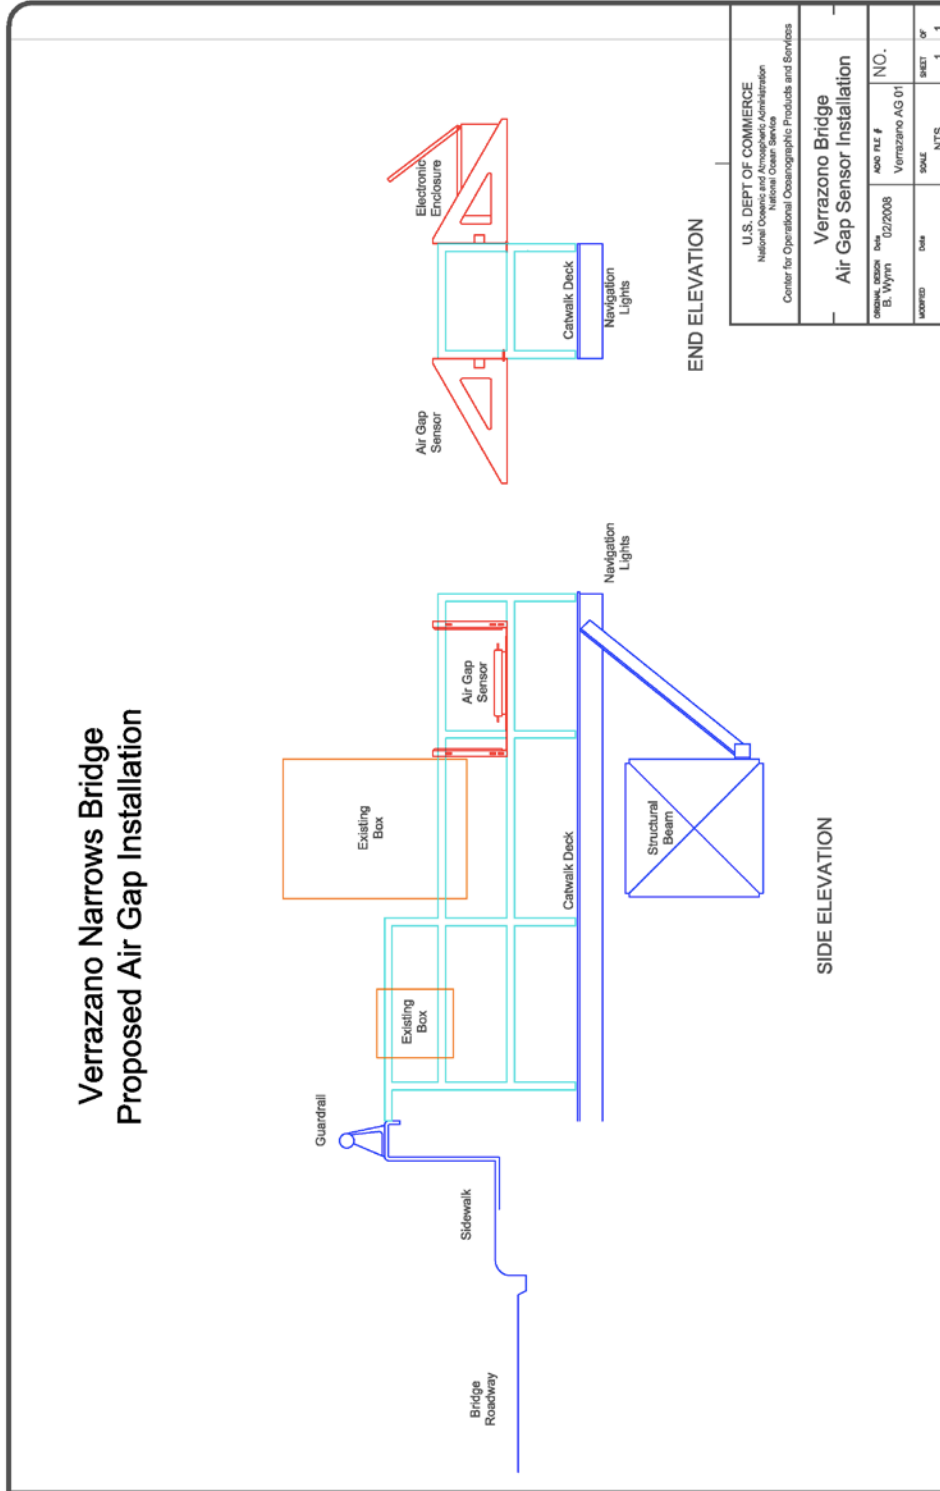 Verrazano Narrows Bridge
Proposed Air Gap Installation
Guardrail
Existing
Box
Existing
Box
Air Gap
Sensor
Bridge
Roadway
Sidewalk
Catwalk Deck
Structural
Beam
Navigation
Lights
SIDE ELEVATION
Air Gap
Sensor
Electronic
Enclosure
Catwalk Deck
Navigation
Lights
END ELEVATION
U.S. DEPT OF COMMERCE
National Oceanic and Atmospheric Administration
National Ocean Service
Center for Operational Oceanographic Products and Services
Verrazono Bridge
Air Gap Sensor Installation
ORIGINAL DESIGN Date
B. Wynn 02/2008
ACAD FILE #
Verrazano AG 01
NO.
MODIFIED Date
SCALE
NTS
SHEET OF
1 1